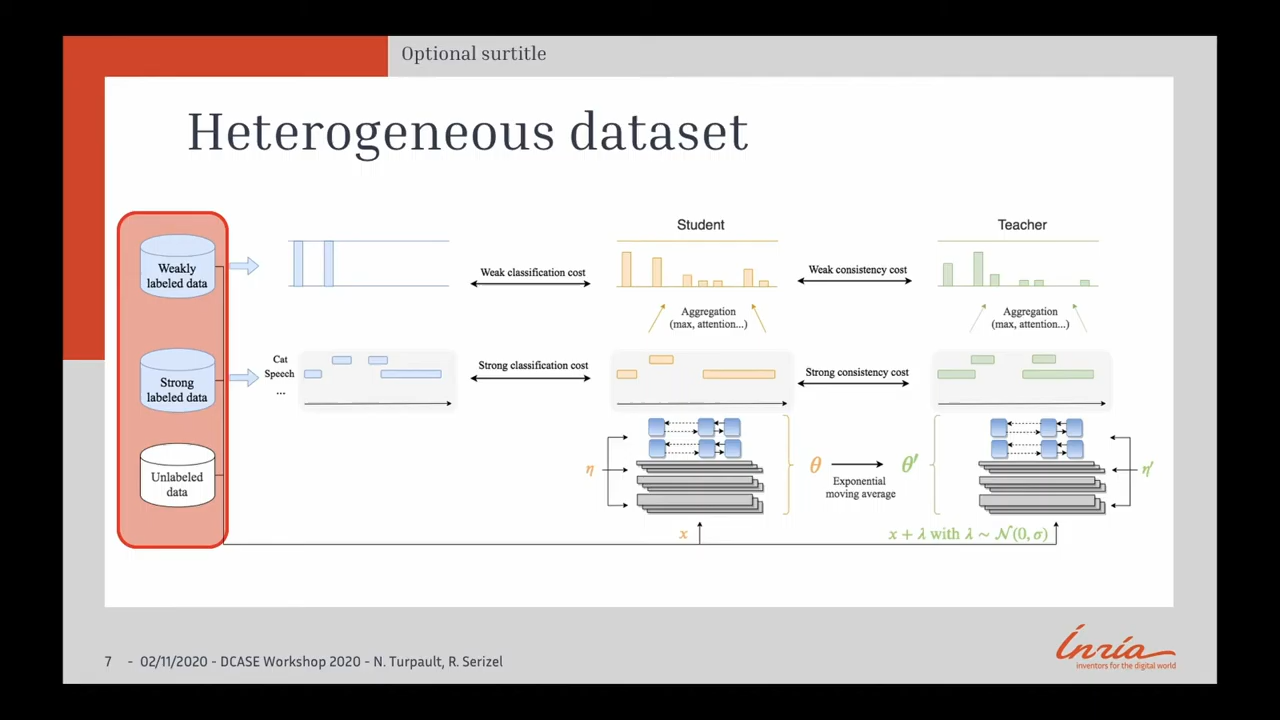 Optional surtitle
Heterogeneous dataset
Student
Teacher
Weakly
labeled data
Weak classification cost
Weak consistency cost
Aggregation
(max, attention...)
Aggregation
(max, attention...)
Strong
labeled data
Cat
Speech
...
Strong classification cost
Strong consistency cost
Unlabeled
data
η
θ
θ′
η′
Exponential
moving average
x
x + λ with λ ~ 𝒩(0, σ)
7 - 02/11/2020 - DCASE Workshop 2020 - N. Turpault, R. Serizel
Inría
inventors for the digital world